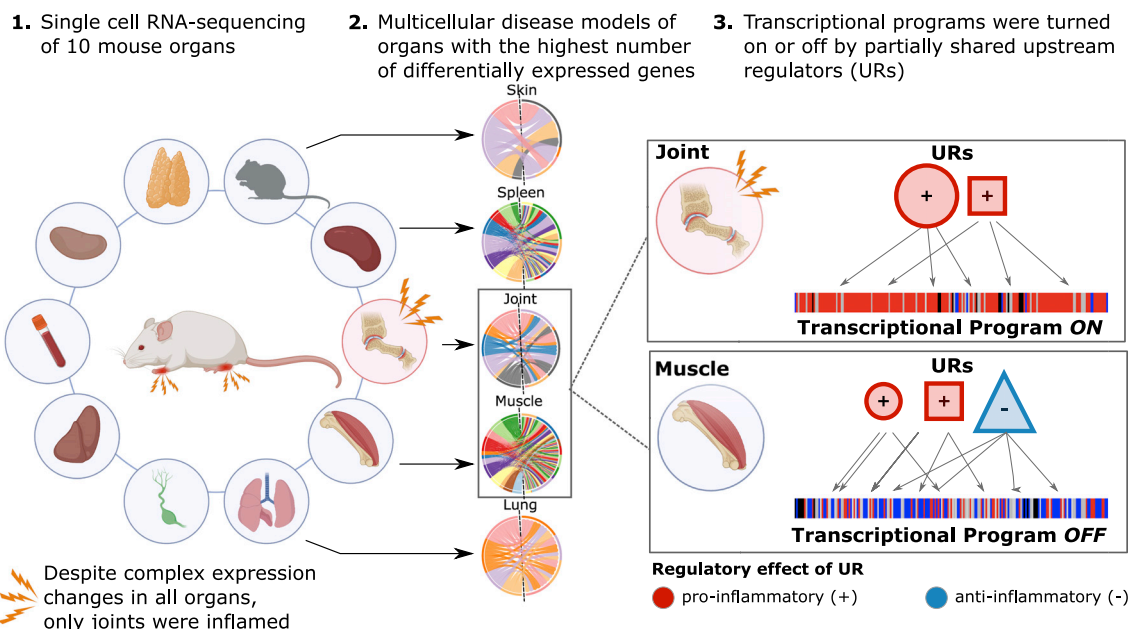 1. Single cell RNA-sequencing
of 10 mouse organs
2. Multicellular disease models of
organs with the highest number
of differentially expressed genes
3. Transcriptional programs were turned
on or off by partially shared upstream
regulators (URs)
Skin
Spleen
Joint
Muscle
Lung
Joint
URs
+
+
Transcriptional Program ON
Muscle
URs
+
+
-
Transcriptional Program OFF
Regulatory effect of UR
pro-inflammatory (+)
anti-inflammatory (-)
Despite complex expression
changes in all organs,
only joints were inflamed